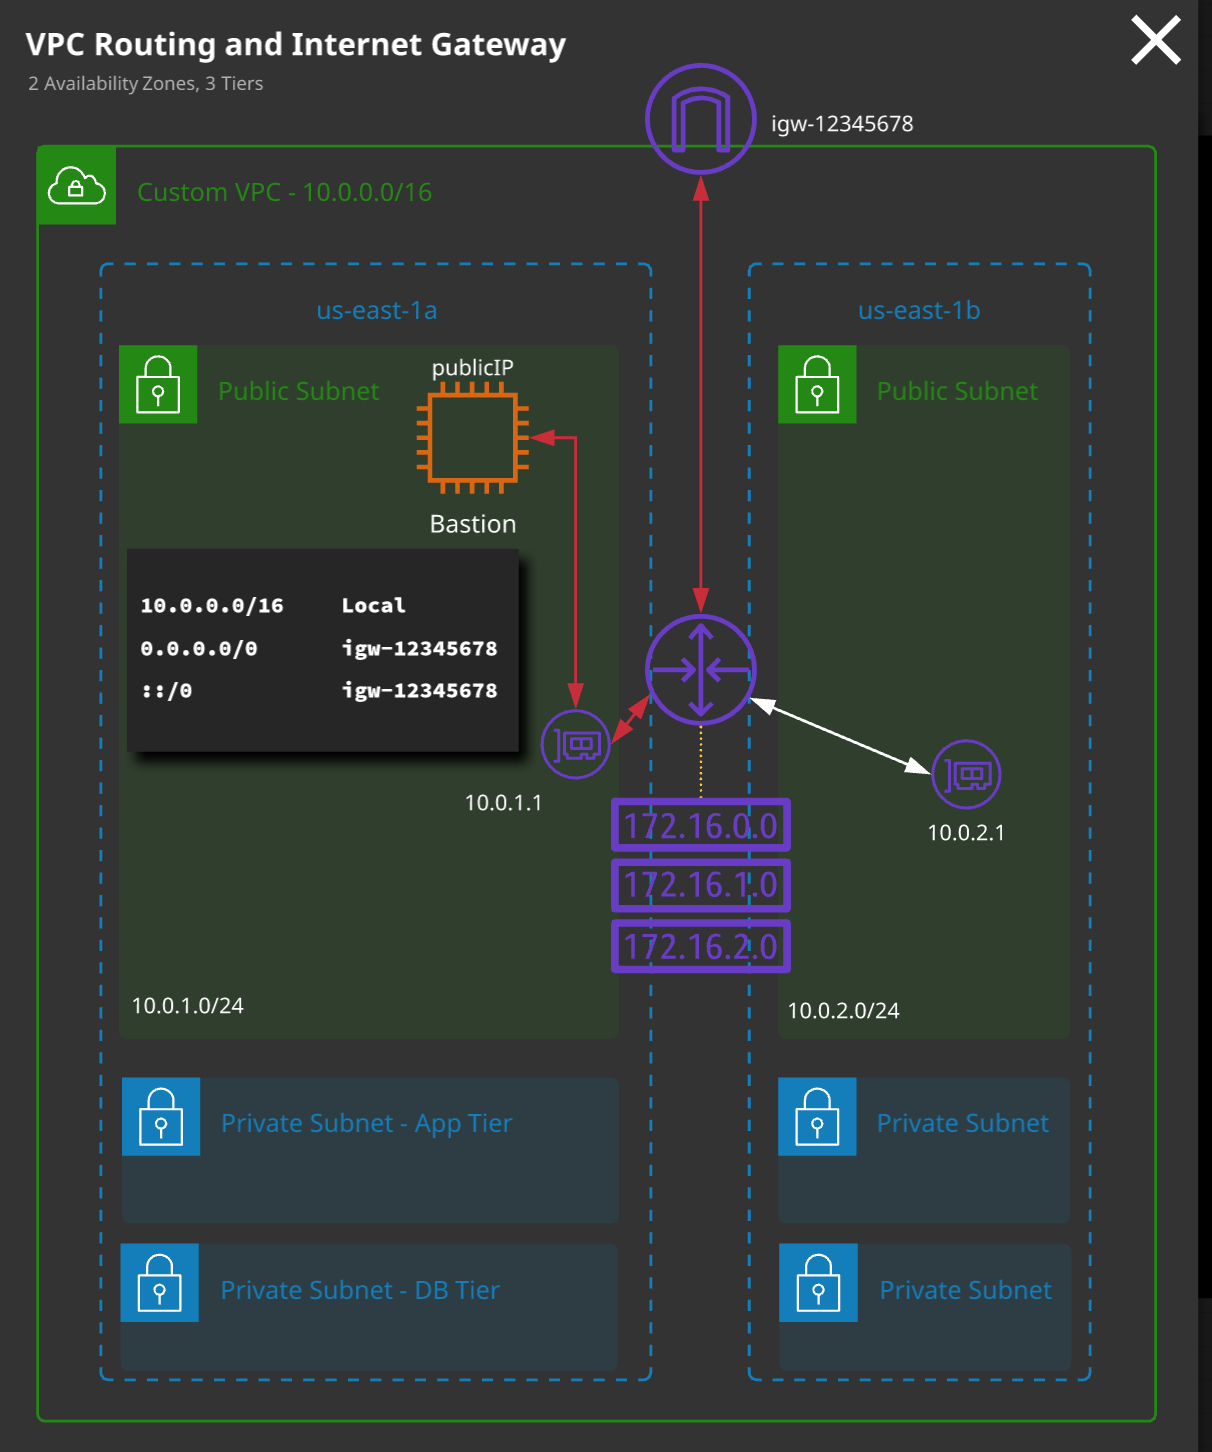 VPC Routing and Internet Gateway
2 Availability Zones, 3 Tiers
igw-12345678
Custom VPC - 10.0.0.0/16
us-east-1a
us-east-1b
publicIP
Public Subnet
Public Subnet
Bastion
10.0.0.0/16 Local
0.0.0.0/0 igw-12345678
::/0 igw-12345678
10.0.1.1
172.16.0.0
10.0.2.1
172.16.1.0
172.16.2.0
10.0.1.0/24
10.0.2.0/24
Private Subnet - App Tier
Private Subnet
Private Subnet - DB Tier
Private Subnet